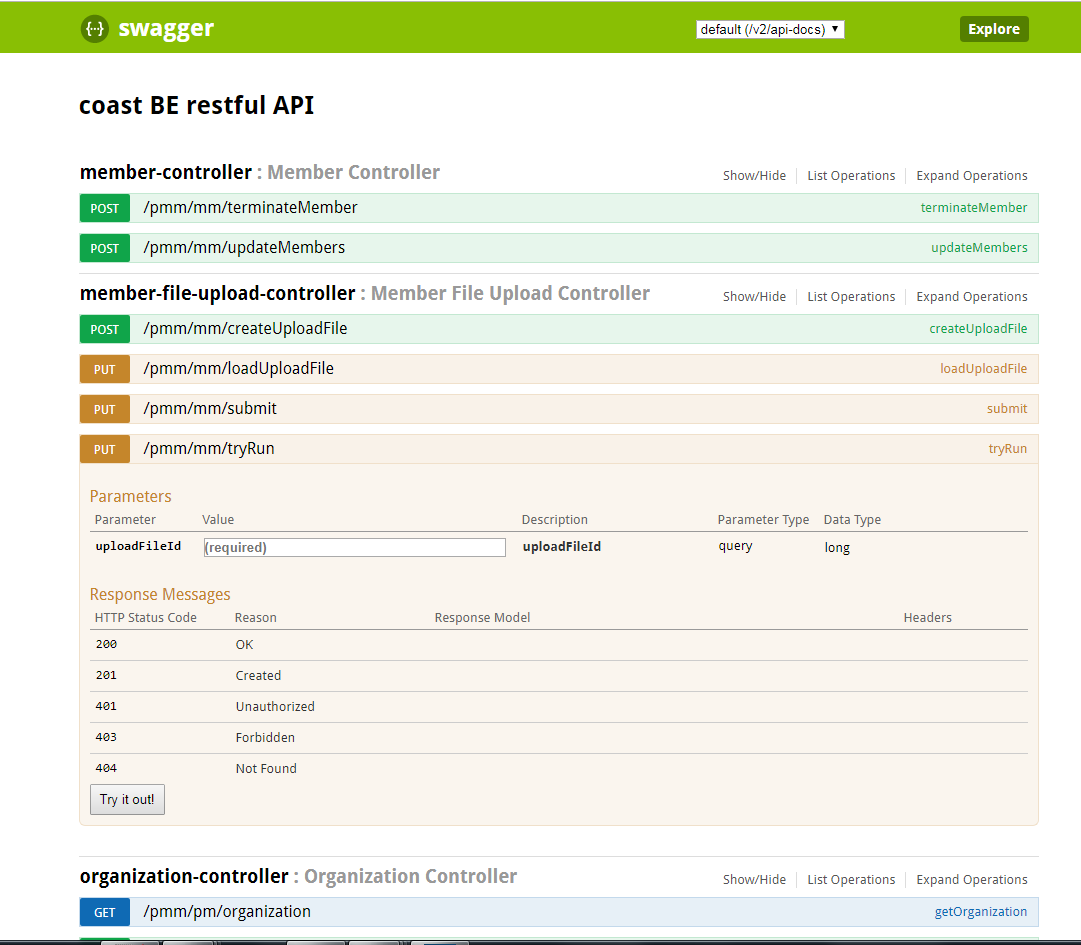 {··} swagger default (/v2/api-docs) ▼ Explore
coast BE restful API
member-controller : Member Controller Show/Hide List Operations Expand Operations
POST /pmm/mm/terminateMember terminateMember
POST /pmm/mm/updateMembers updateMembers
member-file-upload-controller : Member File Upload Controller Show/Hide List Operations Expand Operations
POST /pmm/mm/createUploadFile createUploadFile
PUT /pmm/mm/loadUploadFile loadUploadFile
PUT /pmm/mm/submit submit
PUT /pmm/mm/tryRun tryRun
Parameters
Parameter Value Description Parameter Type Data Type
uploadFileId (required) uploadFileId query long
Response Messages
HTTP Status Code Reason Response Model Headers
200 OK
201 Created
401 Unauthorized
403 Forbidden
404 Not Found
Try it out!
organization-controller : Organization Controller Show/Hide List Operations Expand Operations
GET /pmm/pm/organization getOrganization